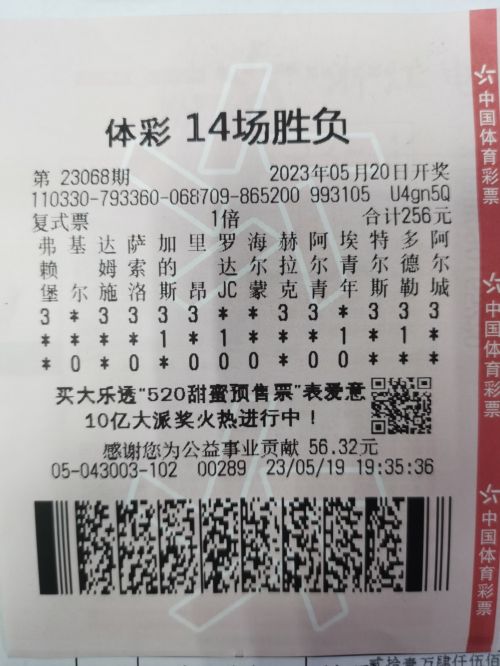 中国体育彩票
中国体育彩票
中国体育彩票
体彩 14场胜负
第 23068期 2023年05月20日开奖
110330-793360-068709-865200 993105 U4gn5Q
复式票 1倍 合计256元
弗 基 达 萨 加 里 罗 海 赫 阿 埃 特 多 阿
赖 姆 索 的 达 尔 拉 尔 青 尔 德 尔
堡 尔 施 洛 斯 昂 JC 蒙 克 青 年 斯 勒 城
3 * 3 3 3 3 * * 3 3 * 3 3 3
* * * * 1 * 1 * * * 1 * 1 *
* 0 * 0 * 0 0 0 0 0 * 0 * *
买大乐透“520甜蜜预售票”表爱意
10亿大派奖火热进行中！
感谢您为公益事业贡献 56.32元
05-043003-102 00289 23/05/19 19:35:36